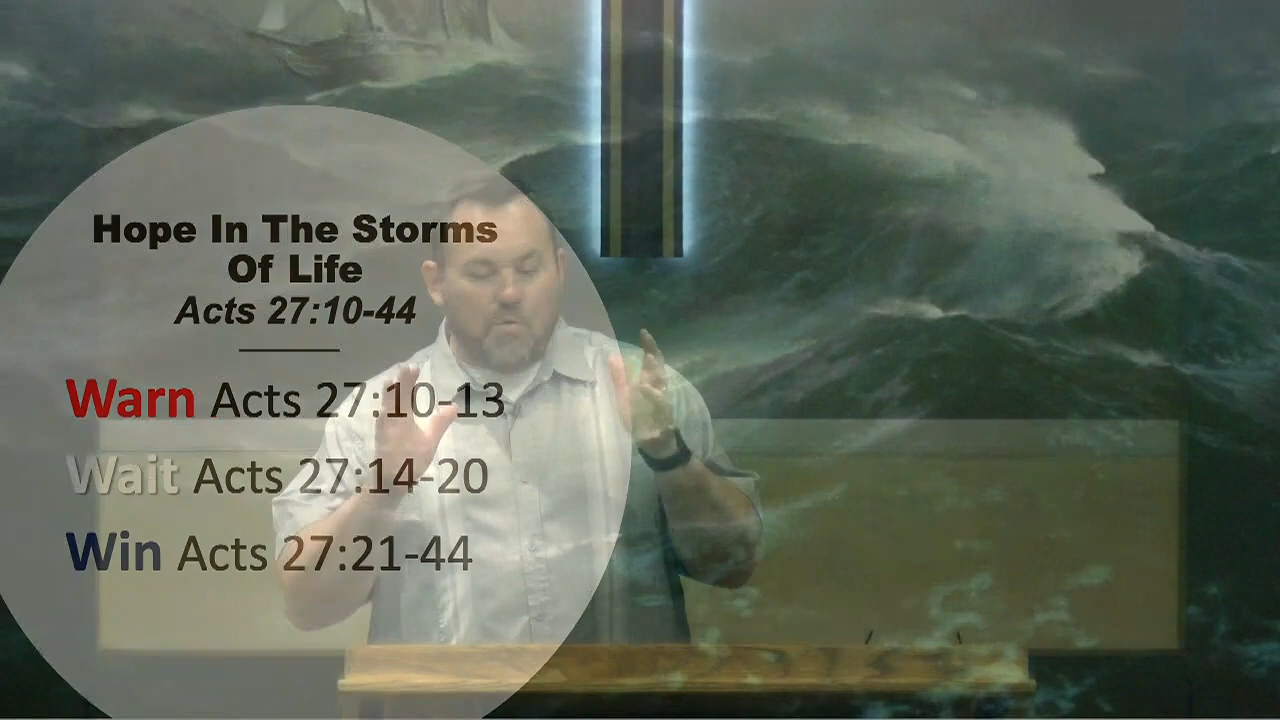 Hope In The Storms
Of Life
Acts 27:10-44
Warn Acts 27:10-13
Wait Acts 27:14-20
Win Acts 27:21-44